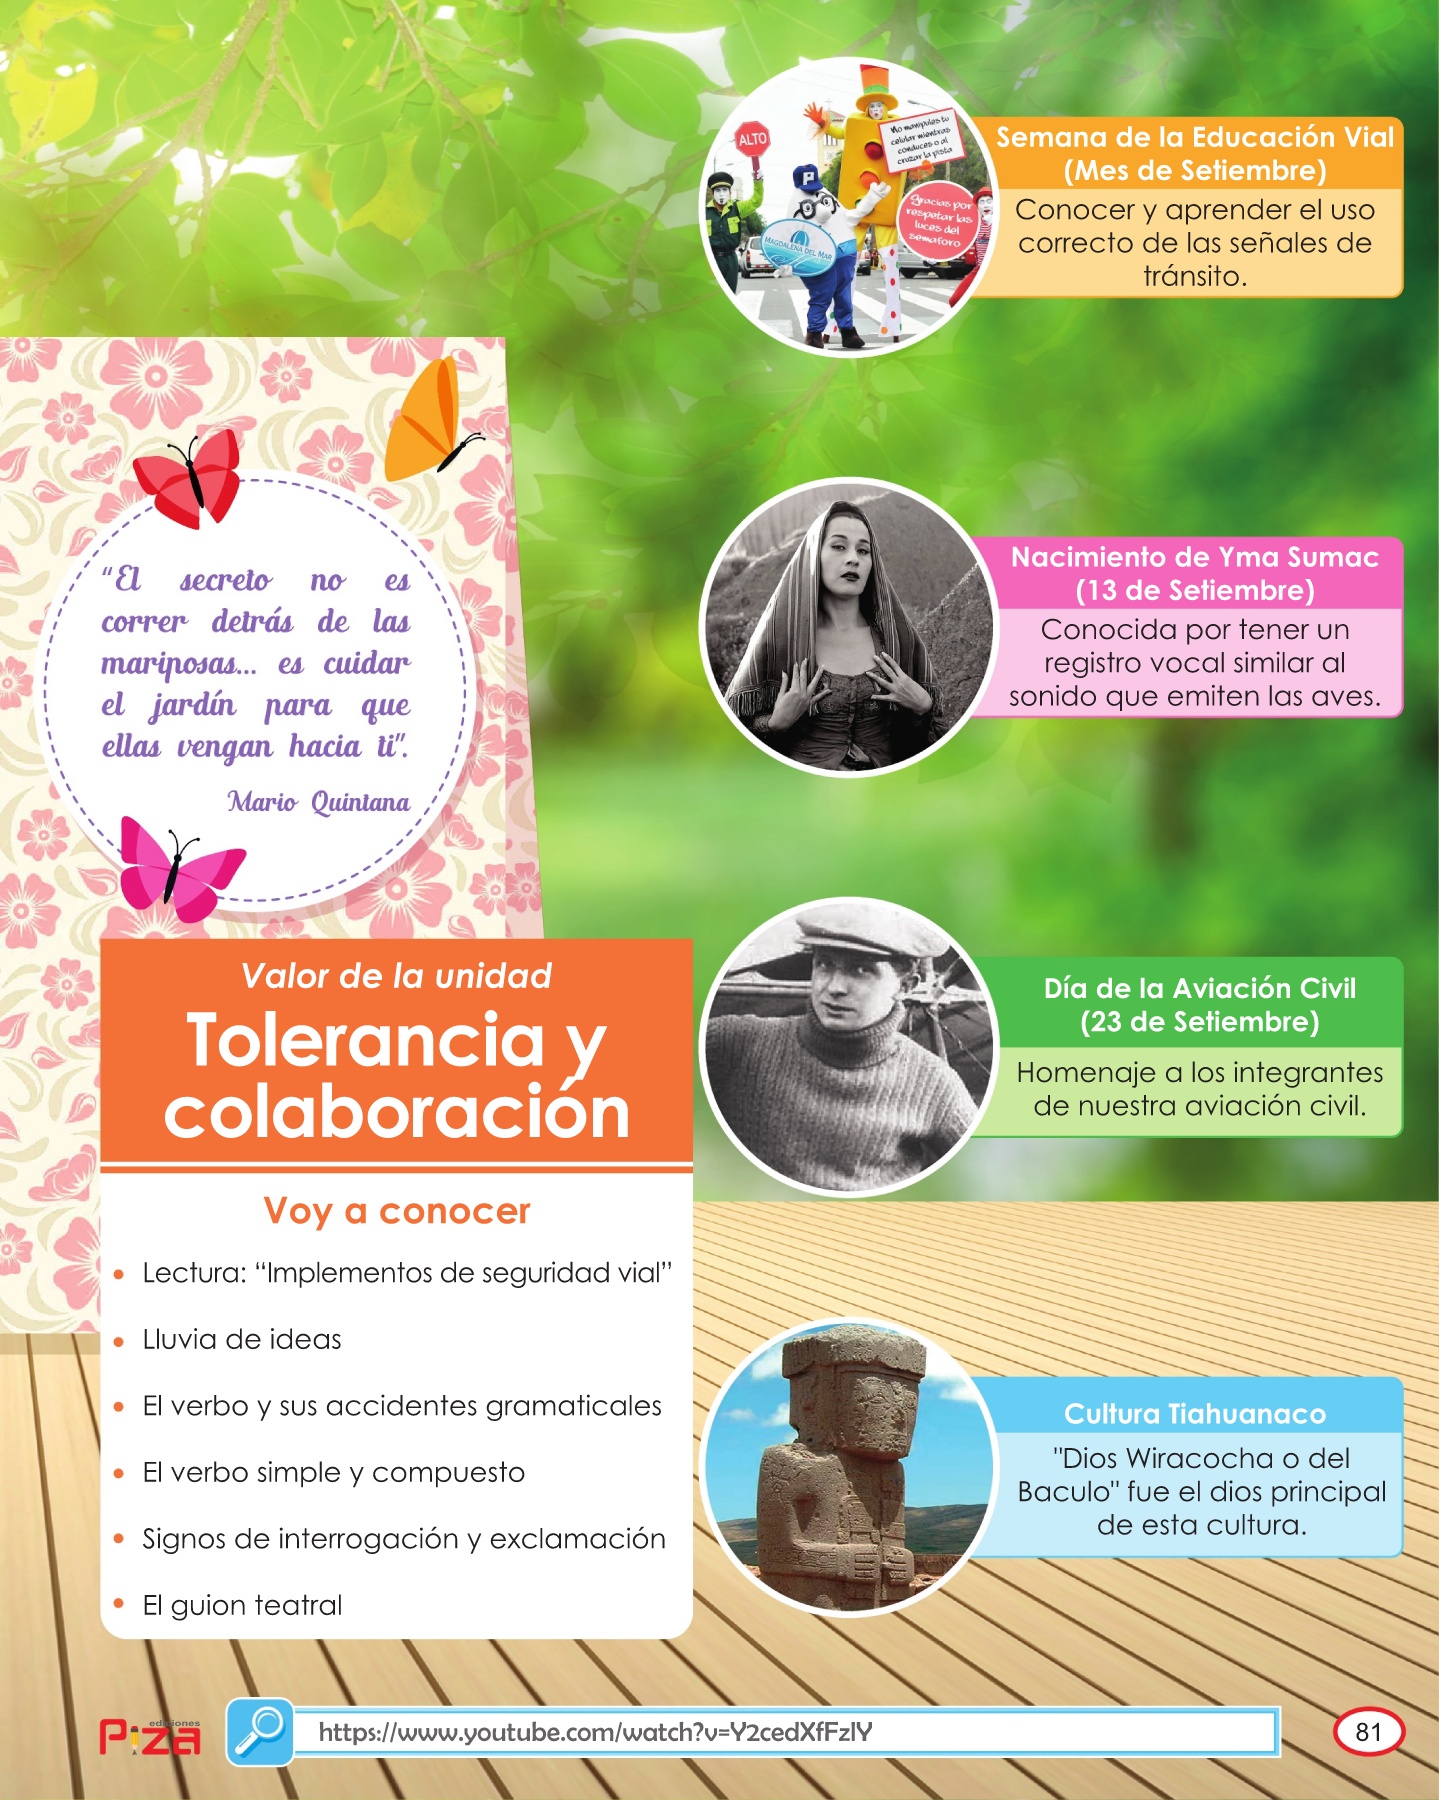 ALTO
No manipules tu
celular mientras
conduces o al
cruzar la pista
P
MAGDALENA DEL MAR
Gracias por
respetar las
luces del
semáforo
Semana de la Educación Vial
(Mes de Setiembre)
Conocer y aprender el uso
correcto de las señales de
tránsito.
“El secreto no es
correr detrás de las
mariposas... es cuidar
el jardín para que
ellas vengan hacia ti".
Mario Quintana
Nacimiento de Yma Sumac
(13 de Setiembre)
Conocida por tener un
registro vocal similar al
sonido que emiten las aves.
Valor de la unidad
Tolerancia y
colaboración
Día de la Aviación Civil
(23 de Setiembre)
Homenaje a los integrantes
de nuestra aviación civil.
Voy a conocer
• Lectura: “Implementos de seguridad vial”
• Lluvia de ideas
• El verbo y sus accidentes gramaticales
• El verbo simple y compuesto
• Signos de interrogación y exclamación
• El guion teatral
Cultura Tiahuanaco
"Dios Wiracocha o del
Baculo" fue el dios principal
de esta cultura.
ediciones
Piza
https://www.youtube.com/watch?v=Y2cedXfFzIY
81